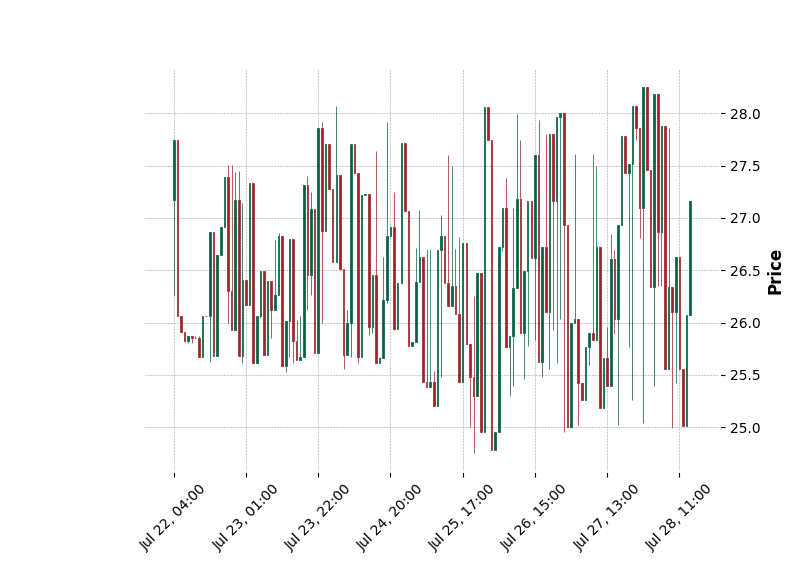 28.0
27.5
27.0
26.5
26.0
25.5
25.0
Price
Jul 22, 04:00
Jul 23, 01:00
Jul 23, 22:00
Jul 24, 20:00
Jul 25, 17:00
Jul 26, 15:00
Jul 27, 13:00
Jul 28, 11:00